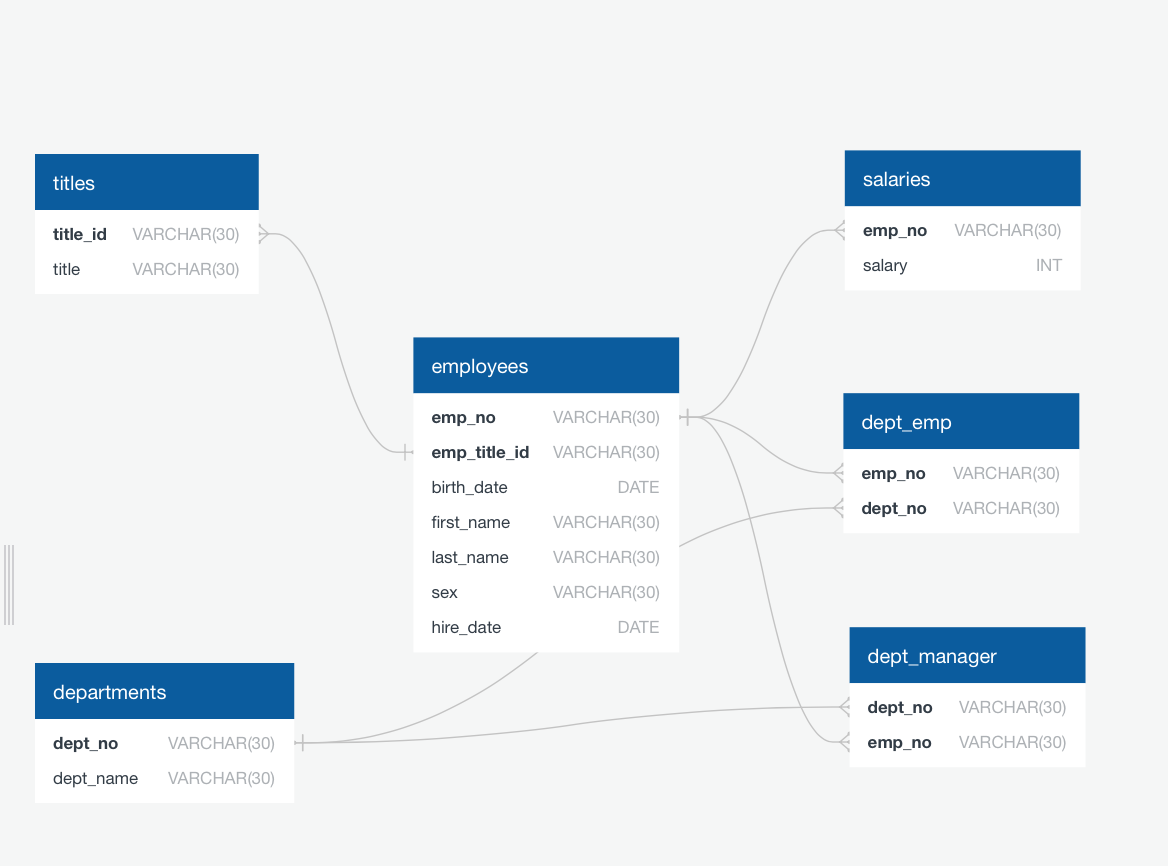 titles
title_id VARCHAR(30)
title VARCHAR(30)
salaries
emp_no VARCHAR(30)
salary INT
employees
emp_no VARCHAR(30)
emp_title_id VARCHAR(30)
birth_date DATE
first_name VARCHAR(30)
last_name VARCHAR(30)
sex VARCHAR(30)
hire_date DATE
dept_emp
emp_no VARCHAR(30)
dept_no VARCHAR(30)
departments
dept_no VARCHAR(30)
dept_name VARCHAR(30)
dept_manager
dept_no VARCHAR(30)
emp_no VARCHAR(30)